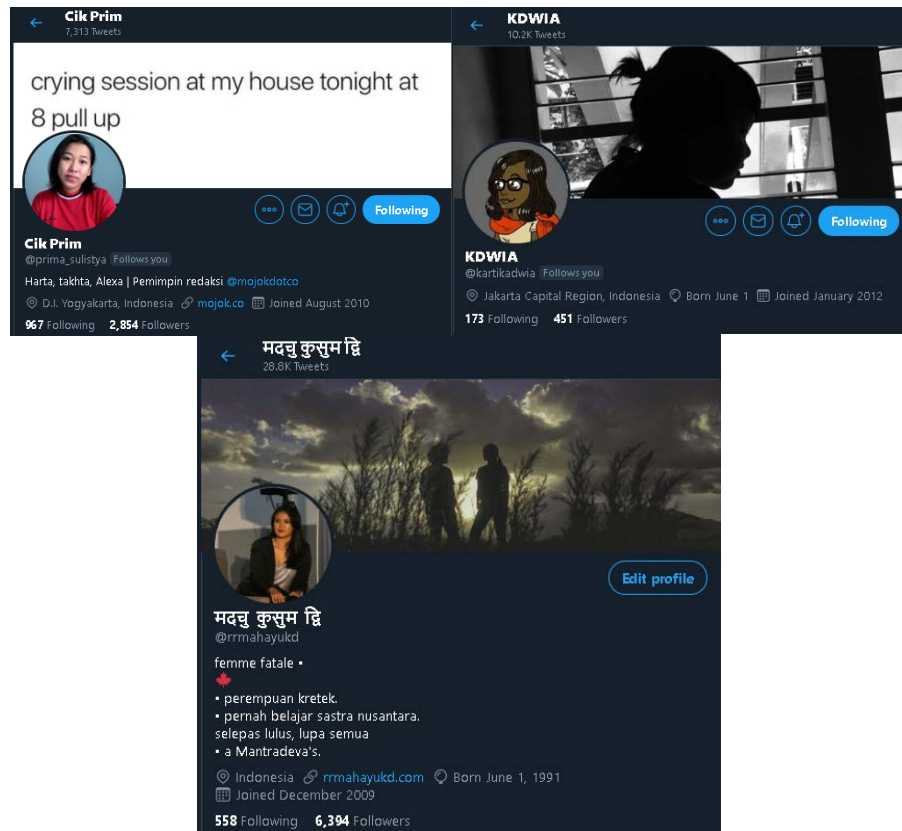 Cik Prim
7,313 Tweets
crying session at my house tonight at
8 pull up
Following
Cik Prim
@prima_sulistya Follows you
Harta, takhta, Alexa | Pemimpin redaksi @mojokdotco
D.I. Yogyakarta, Indonesia mojok.co Joined August 2010
967 Following 2,854 Followers
KDWIA
10.2K Tweets
Following
KDWIA
@kartikadwia Follows you
Jakarta Capital Region, Indonesia Born June 1 Joined January 2012
173 Following 451 Followers
मदचु कुसुम द्वि
28.8K Tweets
Edit profile
मदचु कुसुम द्वि
@rrmahayukd
femme fatale •
🍁
• perempuan kretek.
• pernah belajar sastra nusantara.
selepas lulus, lupa semua
• a Mantradeva's.
Indonesia rrmahayukd.com Born June 1, 1991
Joined December 2009
558 Following 6,394 Followers